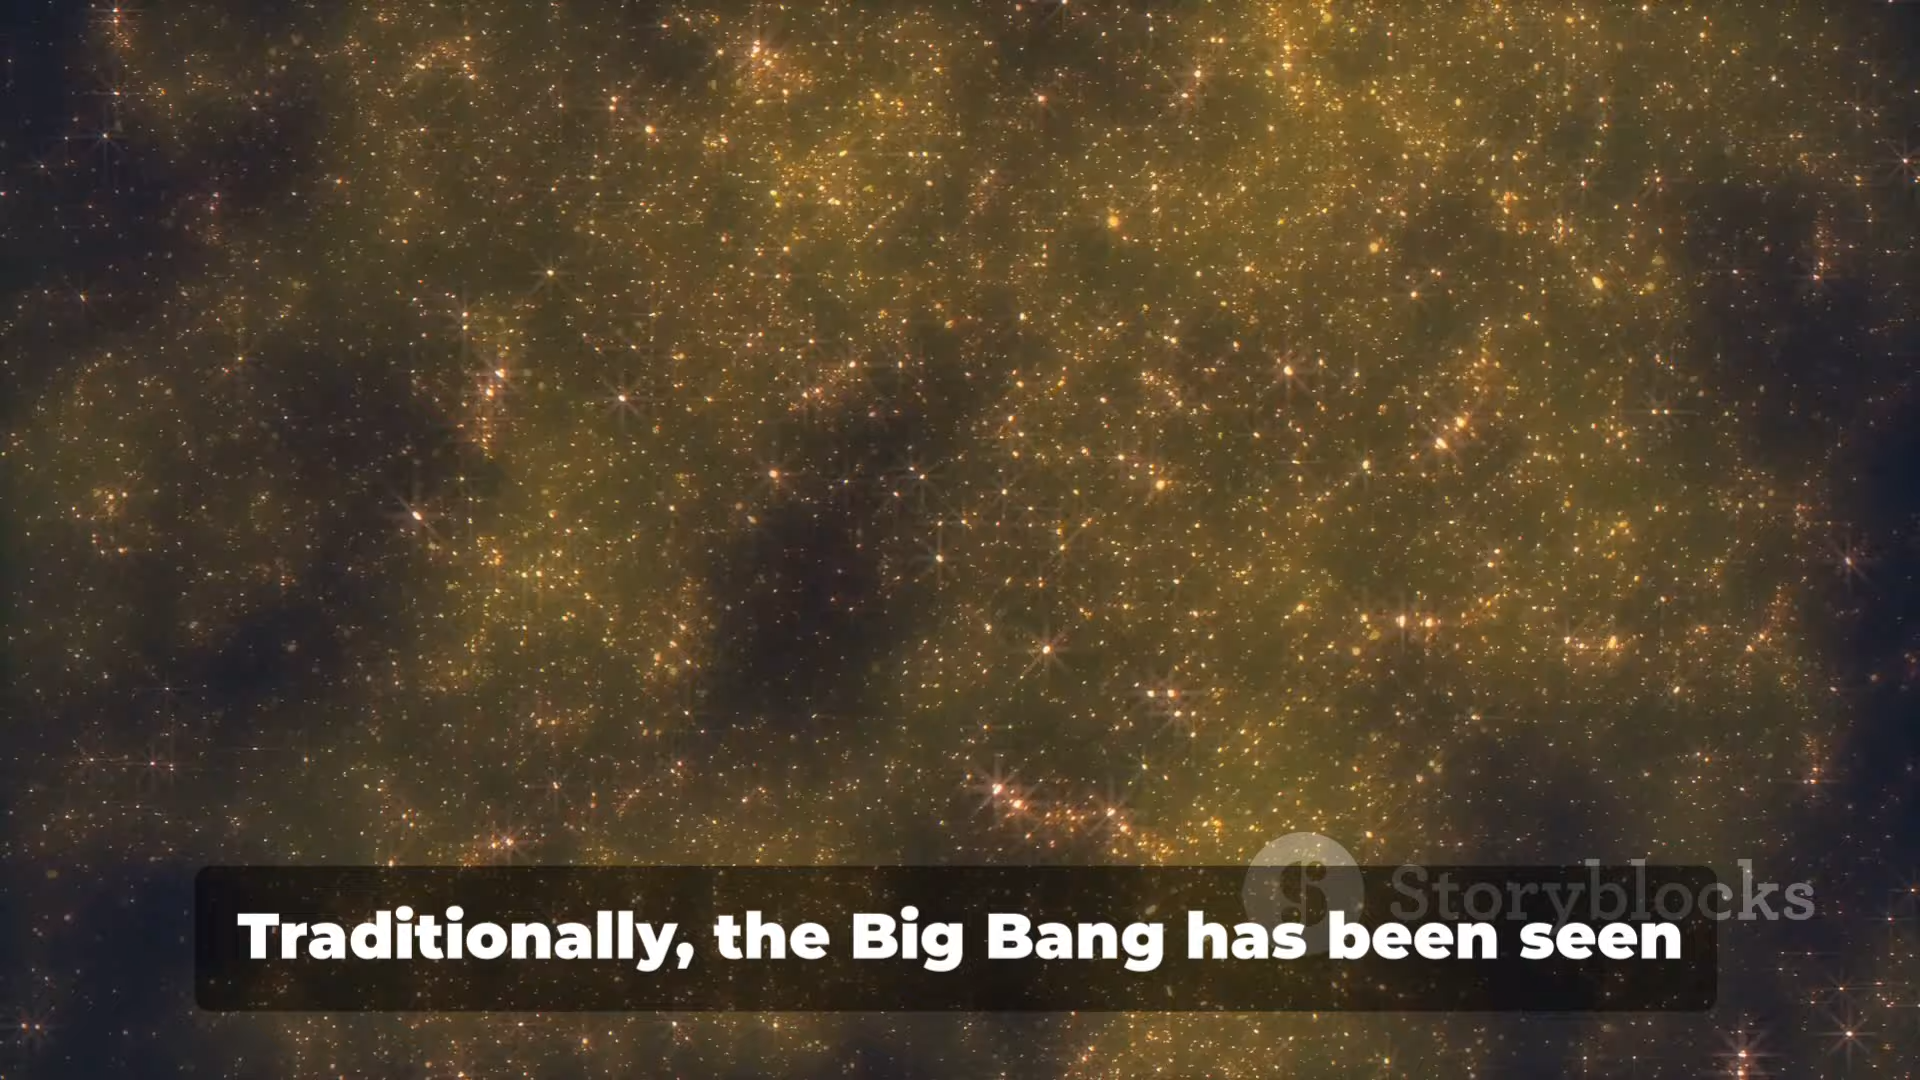 Storyblocks
Traditionally, the Big Bang has been seen